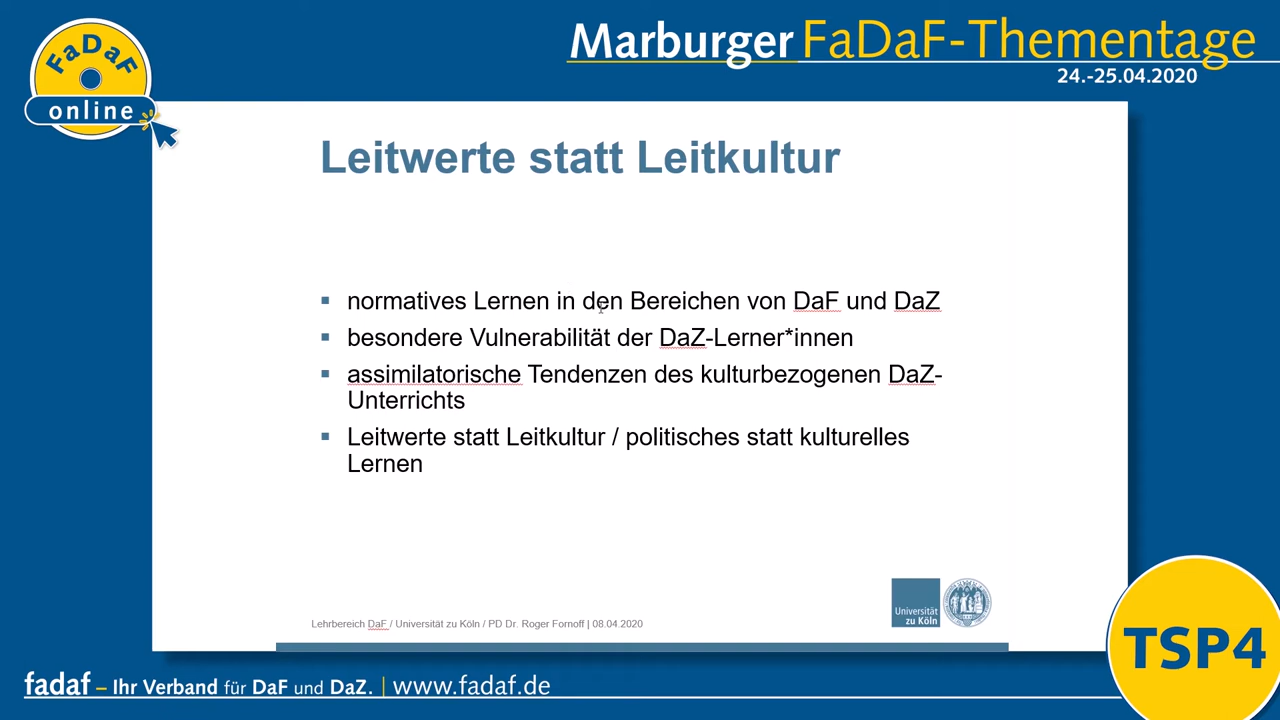 FaDaF
online
Marburger FaDaF-Thementage
24.-25.04.2020
Leitwerte statt Leitkultur
normatives Lernen in den Bereichen von DaF und DaZ
besondere Vulnerabilität der DaZ-Lerner*innen
assimilatorische Tendenzen des kulturbezogenen DaZ-
Unterrichts
Leitwerte statt Leitkultur / politisches statt kulturelles
Lernen
Universität
zu Köln
Lehrbereich DaF / Universität zu Köln / PD Dr. Roger Fornoff | 08.04.2020
TSP4
fadaf – Ihr Verband für DaF und DaZ. | www.fadaf.de